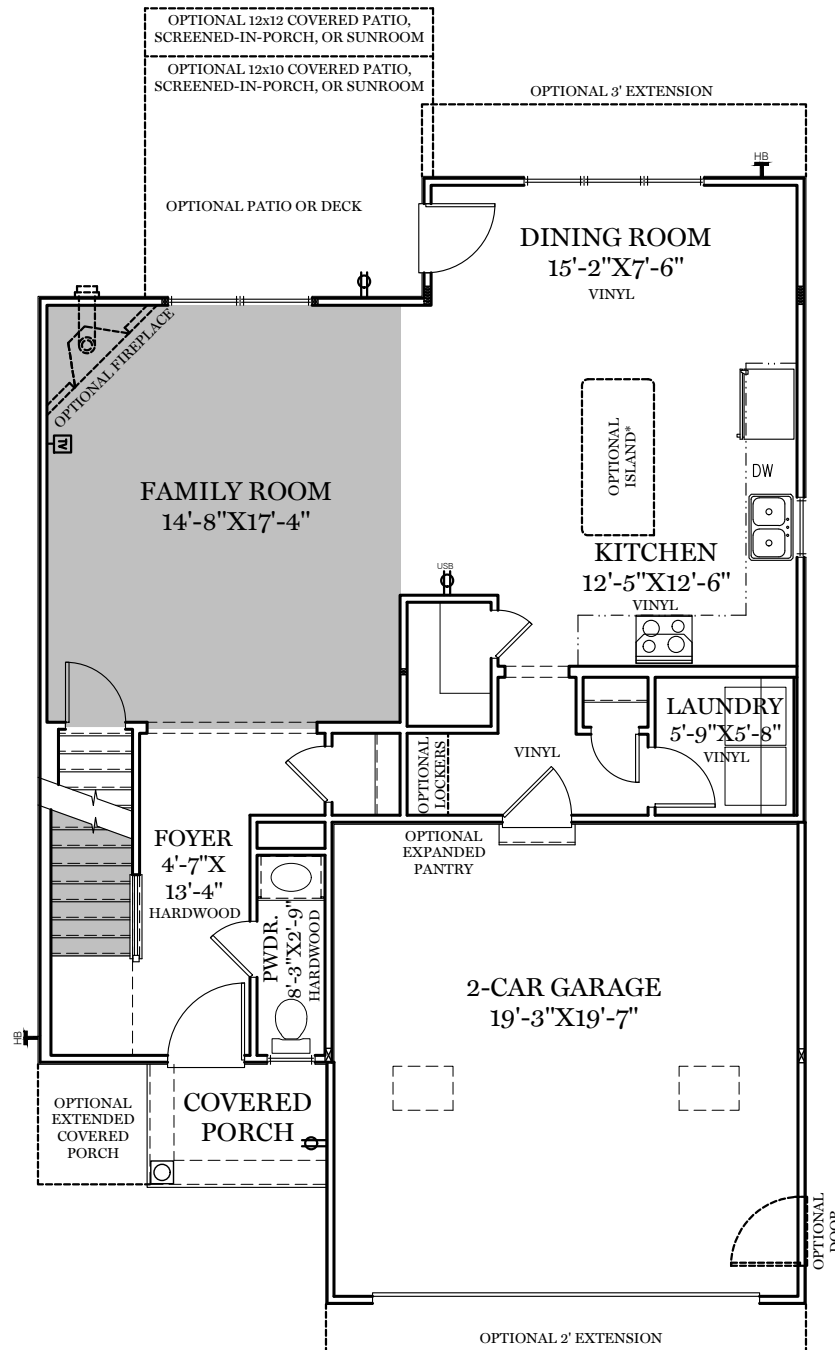 OPTIONAL 12x12 COVERED PATIO,
SCREENED-IN-PORCH, OR SUNROOM
OPTIONAL 12x10 COVERED PATIO,
SCREENED-IN-PORCH, OR SUNROOM
OPTIONAL 3' EXTENSION
HB
OPTIONAL PATIO OR DECK
DINING ROOM
15'-2"X7'-6"
VINYL
OPTIONAL FIREPLACE
TV
OPTIONAL
ISLAND*
DW
FAMILY ROOM
14'-8"X17'-4"
KITCHEN
12'-5"X12'-6"
VINYL
USB
LAUNDRY
5'-9"X5'-8"
VINYL
VINYL
OPTIONAL
LOCKERS
OPTIONAL
EXPANDED
PANTRY
FOYER
4'-7"X
13'-4"
HARDWOOD
PWDR.
8'-3"X2'-9"
HARDWOOD
2-CAR GARAGE
19'-3"X19'-7"
HB
OPTIONAL
EXTENDED
COVERED
PORCH
COVERED
PORCH
OPTIONAL
DOOR
OPTIONAL 2' EXTENSION